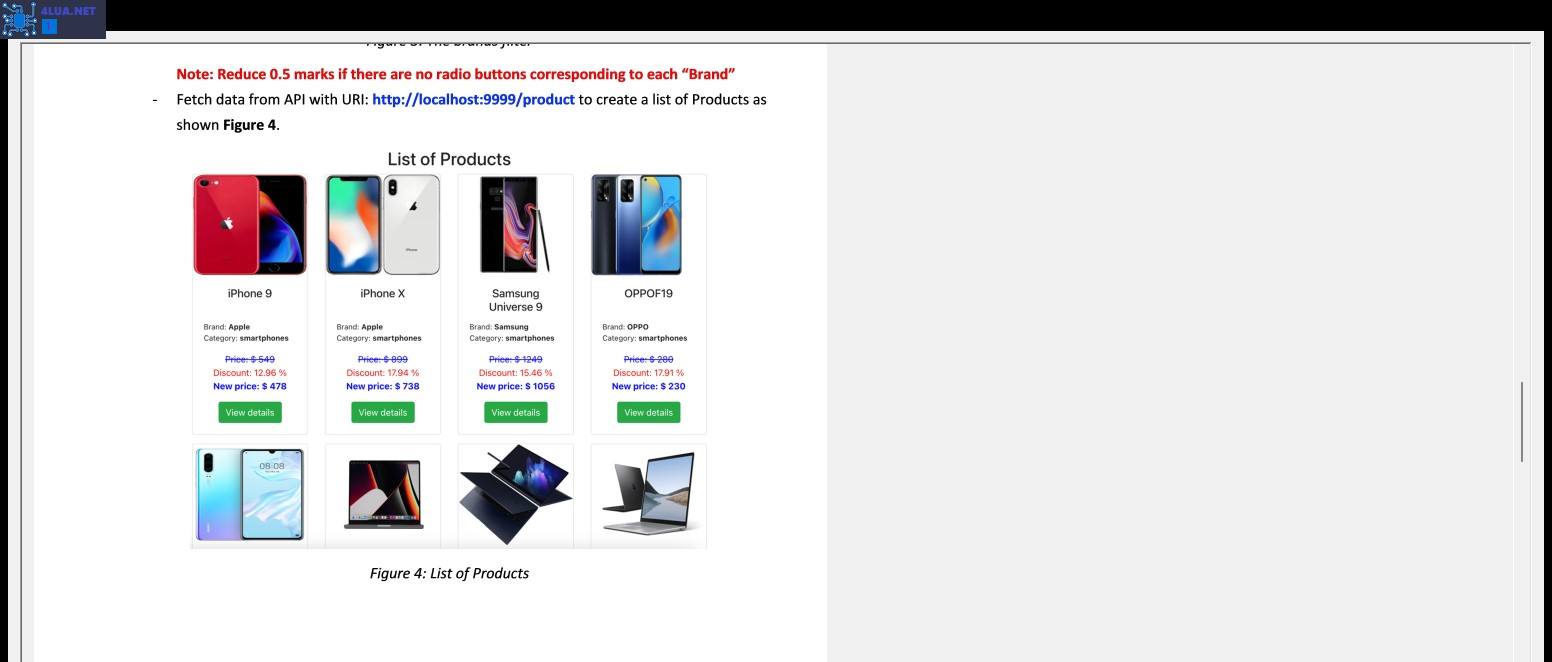 4LUA.NET
1
Figure 3: The brands filter
Note: Reduce 0.5 marks if there are no radio buttons corresponding to each “Brand”
- Fetch data from API with URI: http://localhost:9999/product to create a list of Products as
shown Figure 4.
List of Products
iPhone 9
Brand: Apple
Category: smartphones
Price: $ 549
Discount: 12.96 %
New price: $ 478
View details
iPhone X
Brand: Apple
Category: smartphones
Price: $ 899
Discount: 17.94 %
New price: $ 738
View details
Samsung
Universe 9
Brand: Samsung
Category: smartphones
Price: $ 1249
Discount: 15.46 %
New price: $ 1056
View details
OPPOF19
Brand: OPPO
Category: smartphones
Price: $ 280
Discount: 17.91 %
New price: $ 230
View details
08:08
Figure 4: List of Products